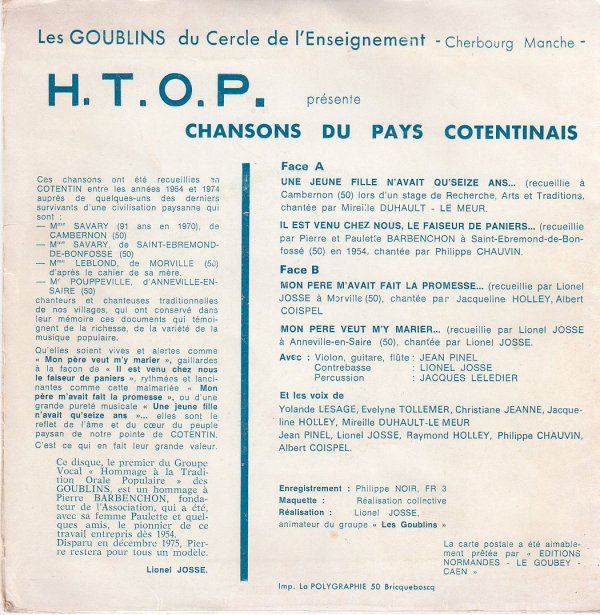 Les GOUBLINS du Cercle de l'Enseignement - Cherbourg Manche -
H.T.O.P. présente
CHANSONS DU PAYS COTENTINAIS
Ces chansons ont été recueillies en
COTENTIN entre les années 1954 et 1974
auprès de quelques-uns des derniers
survivants d'une civilisation paysanne qui
sont :
— Mme SAVARY (91 ans en 1970), de
CAMBERNON (50)
— Mme SAVARY, de SAINT-EBREMOND-
DE-BONFOSSE (50)
— Mme LEBLOND, de MORVILLE (50)
d'après le cahier de sa mère.
— Mr POUPPEVILLE, d'ANNEVILLE-EN-
SAIRE (50)
chanteurs et chanteuses traditionnelles
de nos villages, qui ont conservé dans
leur mémoire ces documents qui témoi-
gnent de la richesse, de la variété de la
musique populaire.
Qu'elles soient vives et alertes comme
« Mon père veut m'y marier », gaillardes
à la façon de « Il est venu chez nous
le faiseur de paniers », rythmées et lanci-
nantes comme cette malmariée « Mon
père m'avait fait la promesse », ou d'une
grande pureté musicale « Une jeune fille
n'avait qu'seize ans »... elles sont le
reflet de l'âme et du cœur du peuple
paysan de notre pointe de COTENTIN.
C'est ce qui en fait leur grande valeur.
Ce disque, le premier du Groupe
Vocal « Hommage à la Tradi
tion Orale Populaire » des
GOUBLINS, est un hommage à
Pierre BARBENCHON, fonda-
teur de l'Association, qui a été,
avec sa femme Paulette et quel-
ques amis, le pionnier de ce
travail entrepris dès 1954.
Disparu en décembre 1975, Pier-
re restera pour tous un modèle.
Lionel JOSSE.
Face A
UNE JEUNE FILLE N'AVAIT QU'SEIZE ANS... (recueillie à
Cambernon (50) lors d'un stage de Recherche, Arts et Traditions,
chantée par Mireille DUHAULT - LE MEUR.
IL EST VENU CHEZ NOUS, LE FAISEUR DE PANIERS... (recueillie
par Pierre et Paulette BARBENCHON à Saint-Ebremond-de-Bon-
fossé (50) en 1954, chantée par Philippe CHAUVIN.
Face B
MON PERE M'AVAIT FAIT LA PROMESSE... (recueillie par Lionel
JOSSE à Morville (50), chantée par Jacqueline HOLLEY, Albert
COISPEL
MON PERE VEUT M'Y MARIER... (recueillie par Lionel JOSSE
à Anneville-en-Saire (50), chantée par Lionel JOSSE.
Avec : Violon, guitare, flûte : JEAN PINEL
Contrebasse : LIONEL JOSSE
Percussion : JACQUES LELEDIER
Et les voix de
Yolande LESAGE, Evelyne TOLLEMER, Christiane JEANNE, Jacque-
line HOLLEY, Mireille DUHAULT-LE MEUR
Jean PINEL, Lionel JOSSE, Raymond HOLLEY, Philippe CHAUVIN,
Albert COISPEL.
Enregistrement : Philippe NOIR, FR 3
Maquette : Réalisation collective
Réalisation : Lionel JOSSE,
animateur du groupe « Les Goublins »
La carte postale a été aimable-
ment prêtée par « EDITIONS
NORMANDES - LE GOUBEY -
CAEN »
Imp. La POLYGRAPHIE 50 Bricquebosq